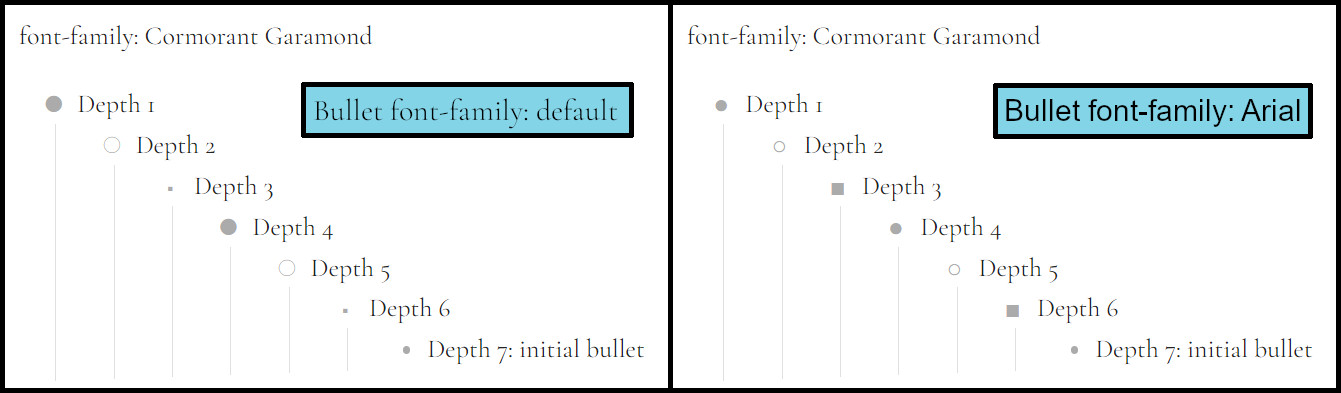 font-family: Cormorant Garamond
Bullet font-family: default
Depth 1
Depth 2
Depth 3
Depth 4
Depth 5
Depth 6
Depth 7: initial bullet
font-family: Cormorant Garamond
Bullet font-family: Arial
Depth 1
Depth 2
Depth 3
Depth 4
Depth 5
Depth 6
Depth 7: initial bullet